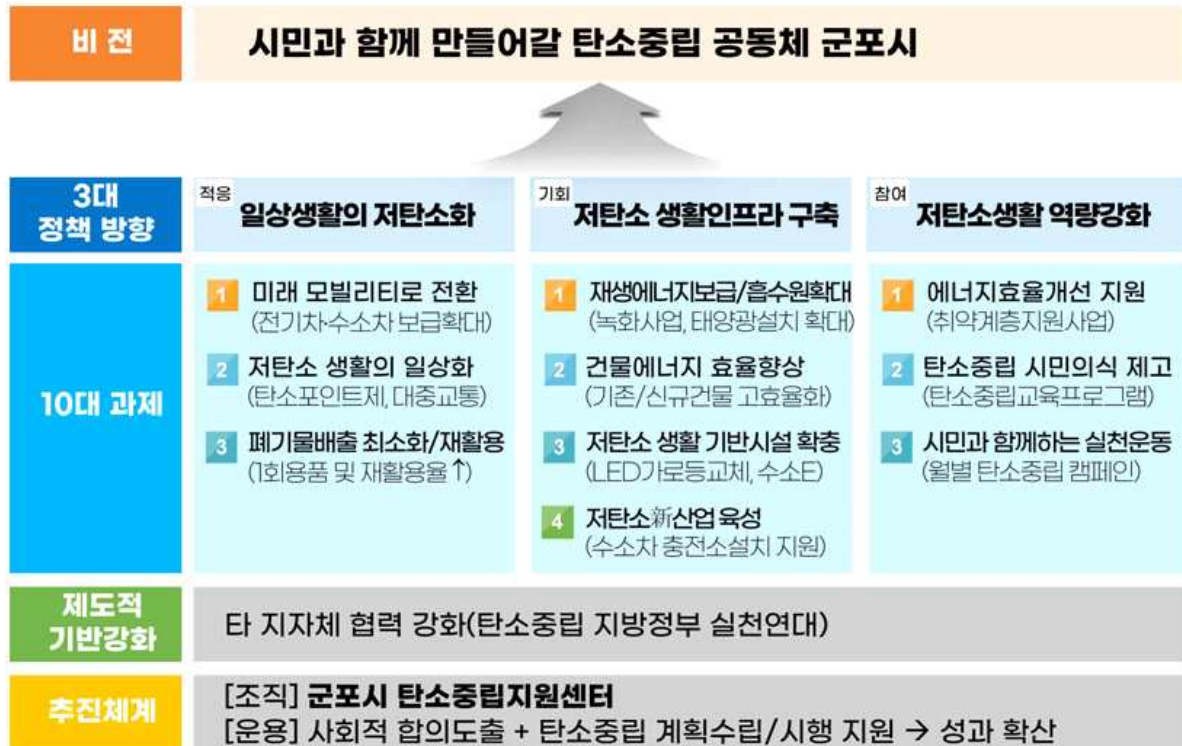 비 전
시민과 함께 만들어갈 탄소중립 공동체 군포시
3대
정책 방향
적응
일상생활의 저탄소화
기회
저탄소 생활인프라 구축
참여
저탄소생활 역량강화
10대 과제
1 미래 모빌리티로 전환
(전기차·수소차 보급확대)
2 저탄소 생활의 일상화
(탄소포인트제, 대중교통)
3 폐기물배출 최소화/재활용
(1회용품 및 재활용율↑)
1 재생에너지보급/흡수원확대
(녹화사업, 태양광설치 확대)
2 건물에너지 효율향상
(기존/신규건물 고효율화)
3 저탄소 생활 기반시설 확충
(LED가로등교체, 수소E)
4 저탄소新산업 육성
(수소차 충전소설치 지원)
1 에너지효율개선 지원
(취약계층지원사업)
2 탄소중립 시민의식 제고
(탄소중립교육프로그램)
3 시민과 함께하는 실천운동
(월별 탄소중립 캠페인)
제도적
기반강화
타 지자체 협력 강화(탄소중립 지방정부 실천연대)
추진체계
[조직] 군포시 탄소중립지원센터
[운용] 사회적 합의도출 + 탄소중립 계획수립/시행 지원 → 성과 확산